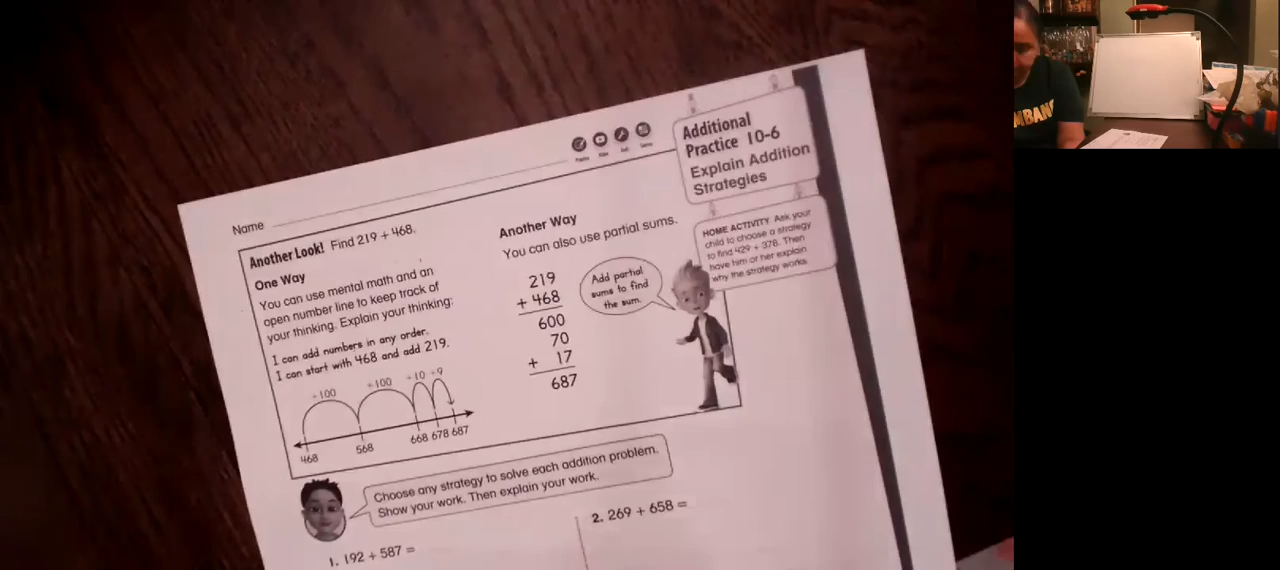 Additional
Practice 10-6
Explain Addition
Strategies
Name
HOME ACTIVITY Ask your
child to choose a strategy
to find 429 + 378. Then
have him or her explain
why the strategy works.
Another Look! Find 219 + 468.
One Way
You can use mental math and an
open number line to keep track of
your thinking. Explain your thinking:
I can add numbers in any order.
I can start with 468 and add 219.
+100 +100 +10 +9
468 568 668 678 687
Another Way
You can also use partial sums.
219
+ 468
600
70
+ 17
687
Add partial
sums to find
the sum.
Choose any strategy to solve each addition problem.
Show your work. Then explain your work.
1. 192 + 587 =
2. 269 + 658 =